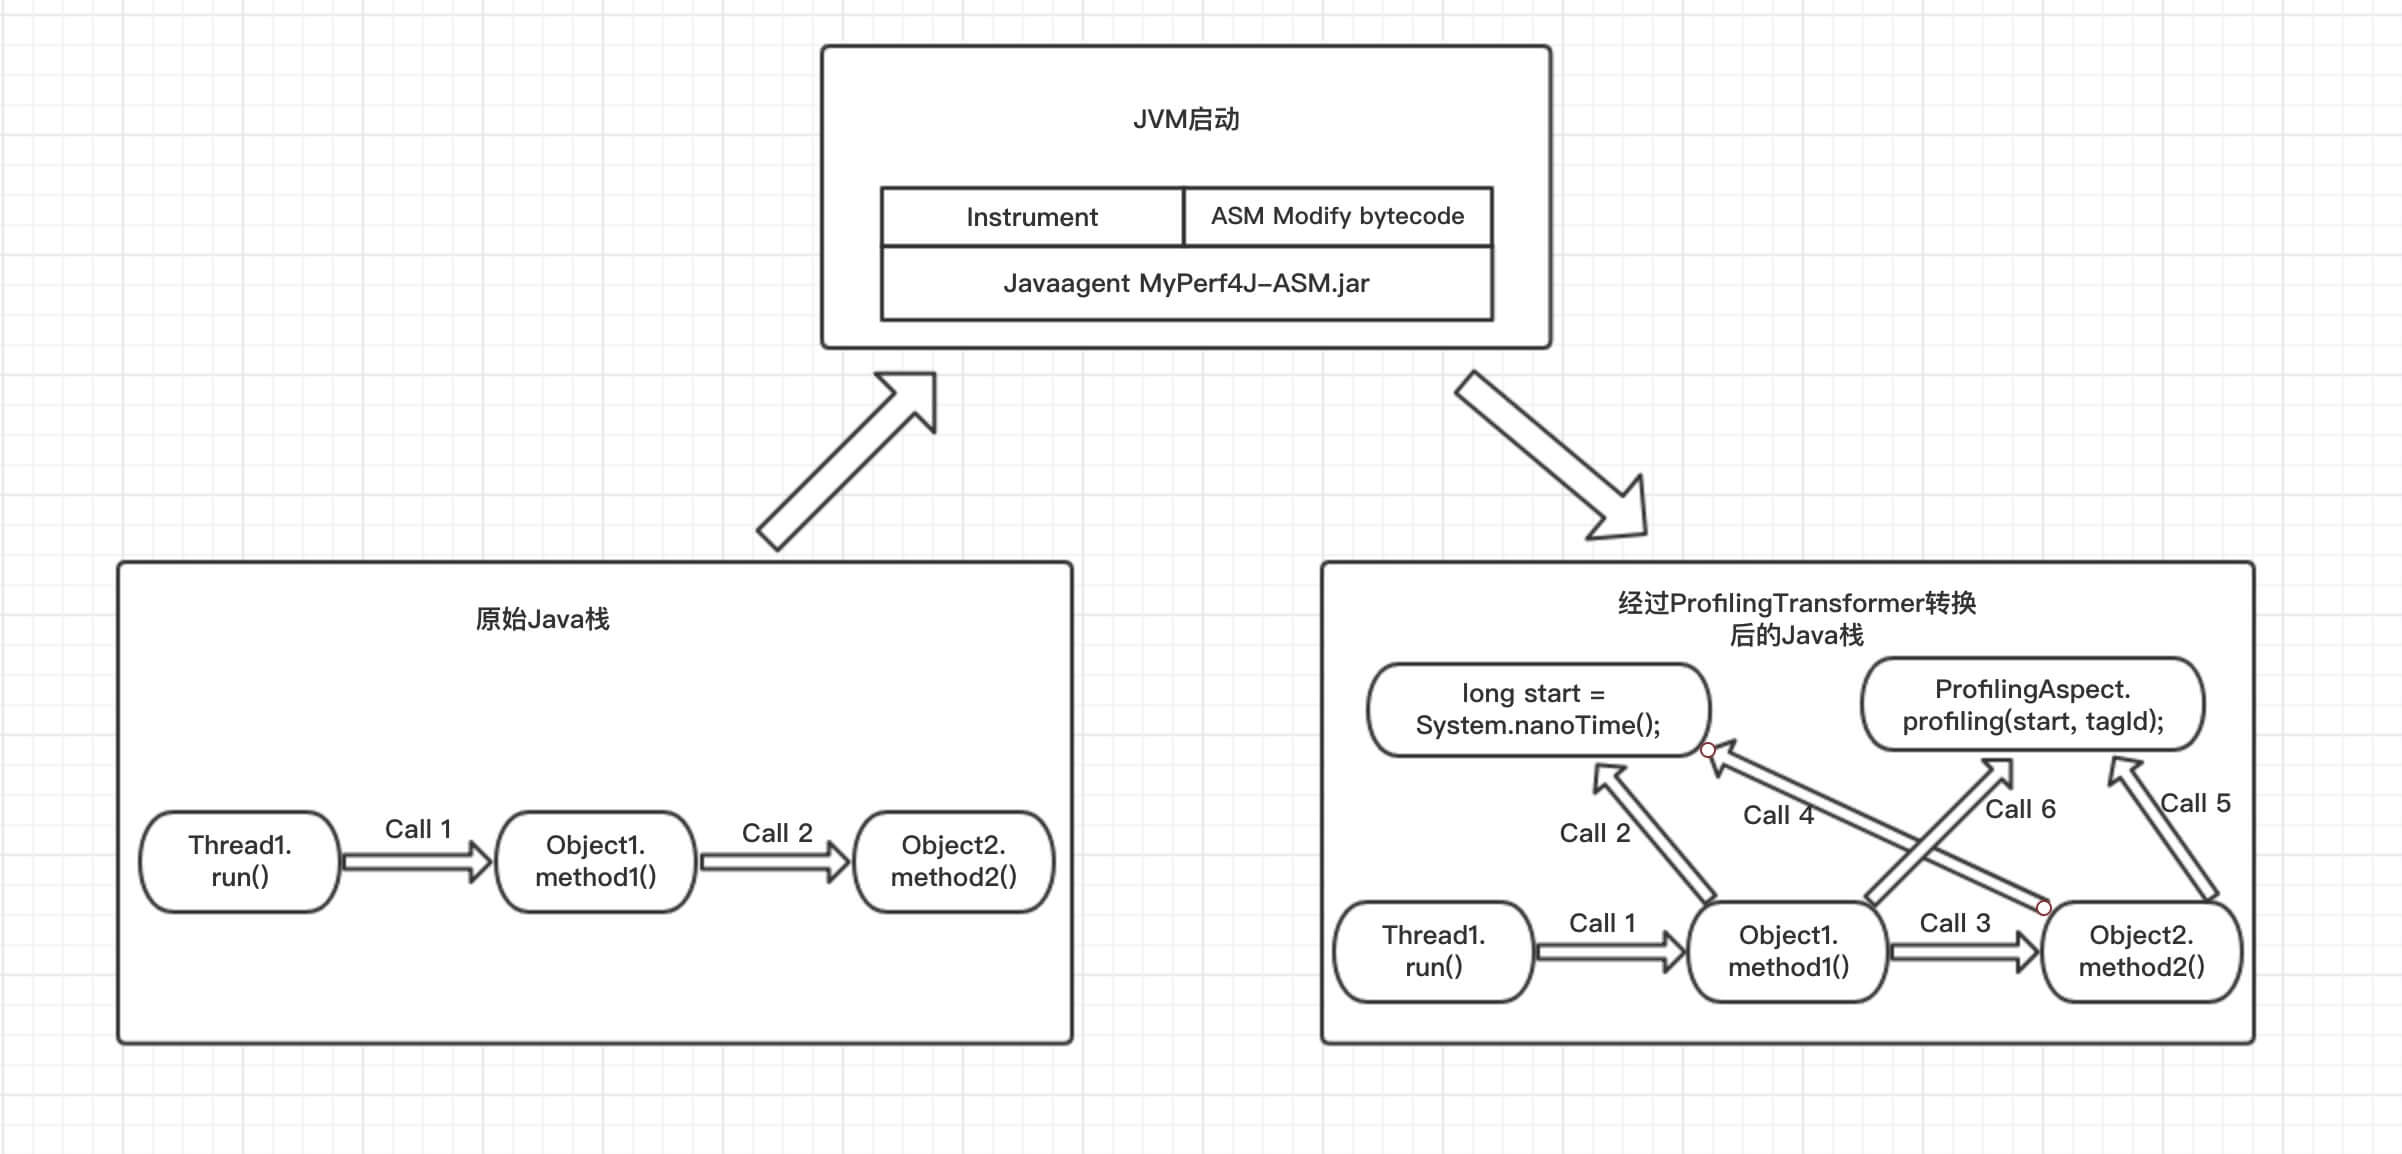 JVM启动
Instrument
ASM Modify bytecode
Javaagent MyPerf4J-ASM.jar
原始Java栈
Thread1.
run()
Call 1
Object1.
method1()
Call 2
Object2.
method2()
经过ProfilingTransformer转换
后的Java栈
long start =
System.nanoTime();
ProfilingAspect.
profiling(start, tagId);
Call 2
Call 4
Call 6
Call 5
Thread1.
run()
Call 1
Object1.
method1()
Call 3
Object2.
method2()